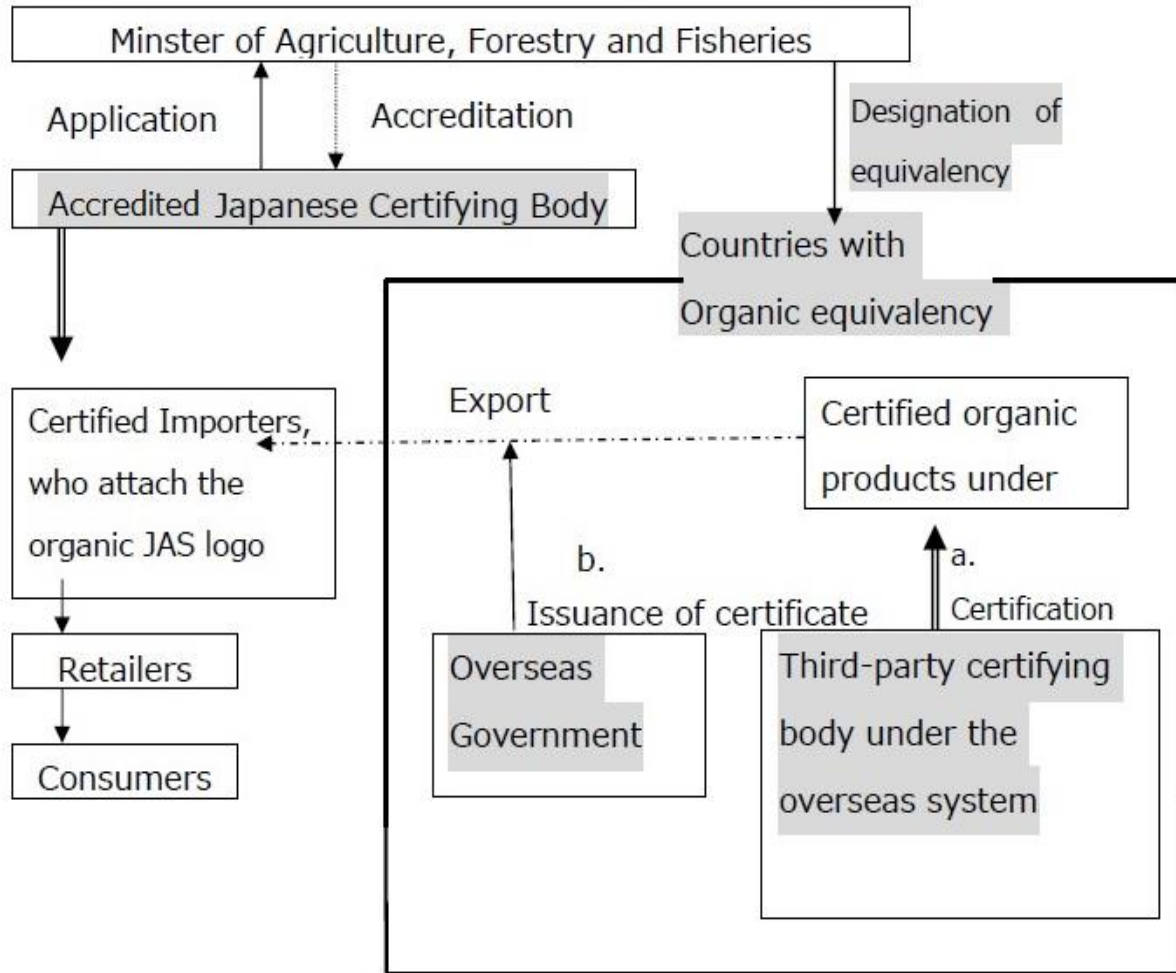 Minster of Agriculture, Forestry and Fisheries
Application
Accreditation
Designation of
equivalency
Accredited Japanese Certifying Body
Countries with
Organic equivalency
Certified Importers,
who attach the
organic JAS logo
Export
Certified organic
products under
b.
Issuance of certificate
a.
Certification
Retailers
Consumers
Overseas
Government
Third-party certifying
body under the
overseas system